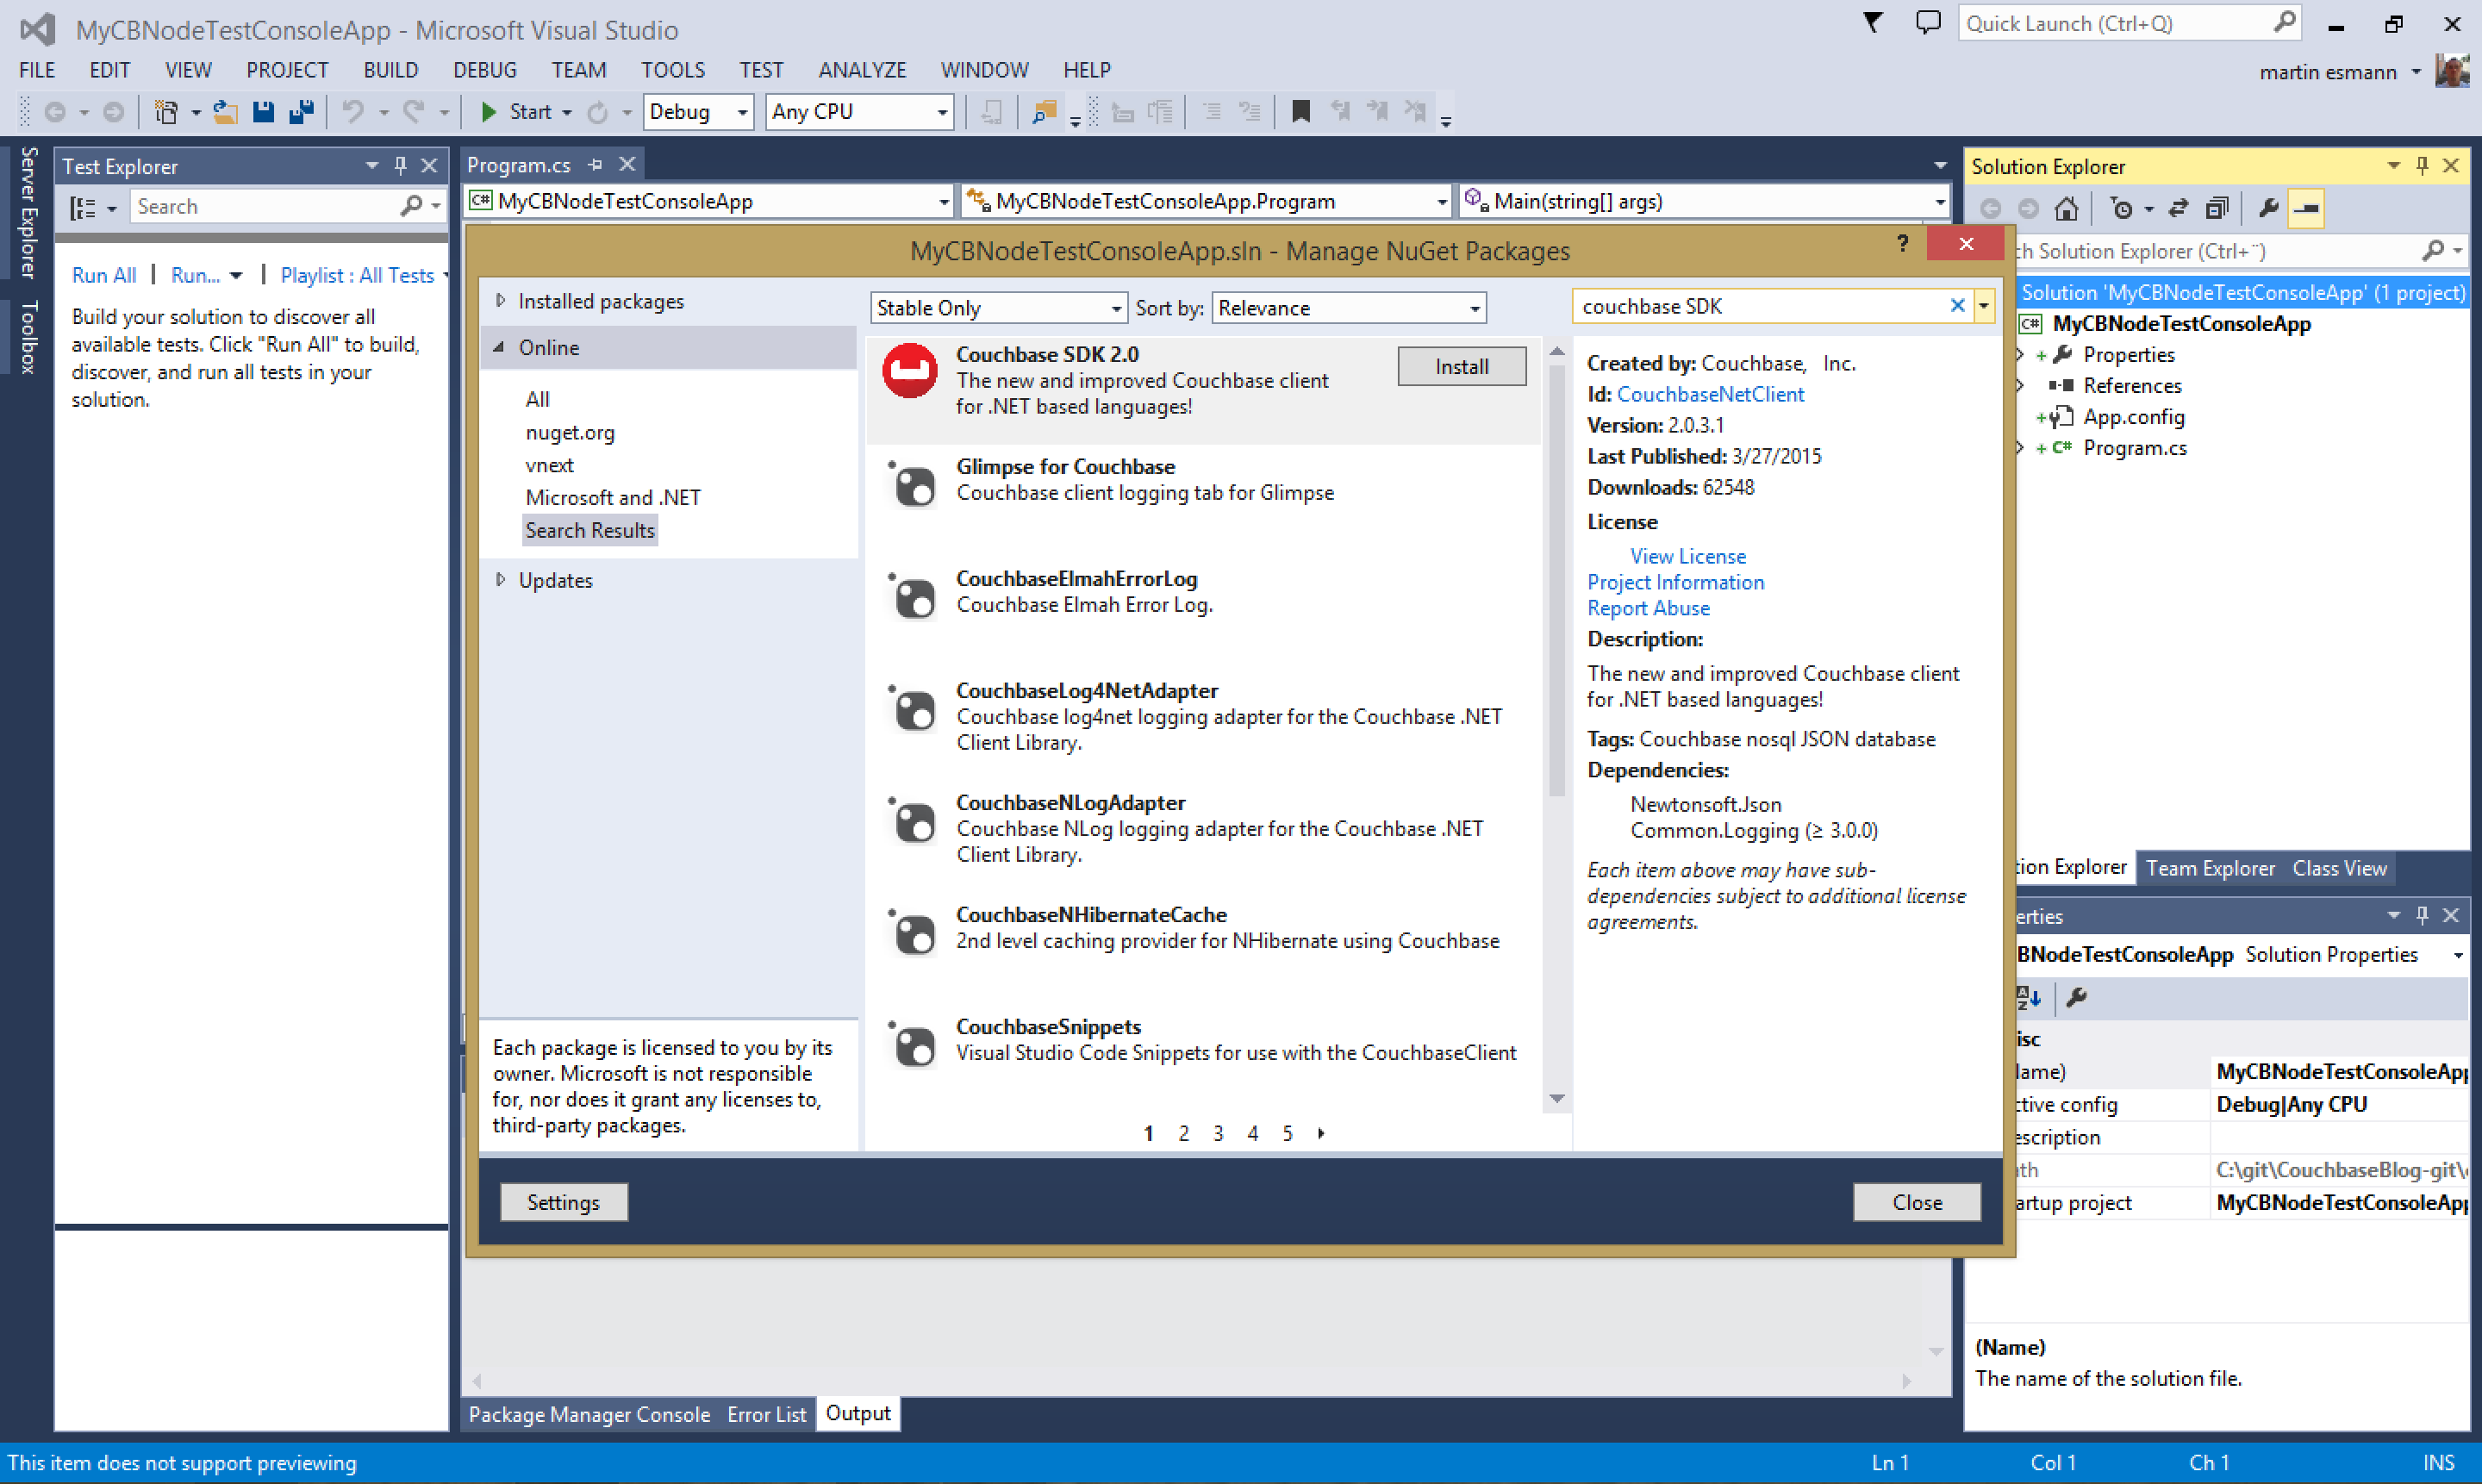 MyCBNodeTestConsoleApp - Microsoft Visual Studio
Quick Launch (Ctrl+Q)
FILE EDIT VIEW PROJECT BUILD DEBUG TEAM TOOLS TEST ANALYZE WINDOW HELP
martin esmann
Start Debug Any CPU
Server Explorer
Toolbox
Test Explorer
Search
Run All | Run... | Playlist : All Tests
Build your solution to discover all
available tests. Click "Run All" to build,
discover, and run all tests in your
solution.
Program.cs
MyCBNodeTestConsoleApp MyCBNodeTestConsoleApp.Program Main(string[] args)
MyCBNodeTestConsoleApp.sln - Manage NuGet Packages
?
Installed packages
Online
All
nuget.org
vnext
Microsoft and .NET
Search Results
Updates
Each package is licensed to you by its
owner. Microsoft is not responsible
for, nor does it grant any licenses to,
third-party packages.
Stable Only Sort by: Relevance
couchbase SDK
Couchbase SDK 2.0
The new and improved Couchbase client
for .NET based languages!
Install
Glimpse for Couchbase
Couchbase client logging tab for Glimpse
CouchbaseElmahErrorLog
Couchbase Elmah Error Log.
CouchbaseLog4NetAdapter
Couchbase log4net logging adapter for the Couchbase .NET
Client Library.
CouchbaseNLogAdapter
Couchbase NLog logging adapter for the Couchbase .NET
Client Library.
CouchbaseNHibernateCache
2nd level caching provider for NHibernate using Couchbase
CouchbaseSnippets
Visual Studio Code Snippets for use with the CouchbaseClient
1 2 3 4 5
Created by: Couchbase, Inc.
Id: CouchbaseNetClient
Version: 2.0.3.1
Last Published: 3/27/2015
Downloads: 62548
License
View License
Project Information
Report Abuse
Description:
The new and improved Couchbase client
for .NET based languages!
Tags: Couchbase nosql JSON database
Dependencies:
Newtonsoft.Json
Common.Logging (≥ 3.0.0)
Each item above may have sub-
dependencies subject to additional license
agreements.
Settings
Close
Solution Explorer
ch Solution Explorer (Ctrl+¨)
Solution 'MyCBNodeTestConsoleApp' (1 project)
C# MyCBNodeTestConsoleApp
Properties
References
App.config
C# Program.cs
tion Explorer Team Explorer Class View
erties
BNodeTestConsoleApp Solution Properties
isc
lame) MyCBNodeTestConsoleApp
ctive config Debug|Any CPU
escription
ath C:\git\CouchbaseBlog-git\
artup project MyCBNodeTestConsoleApp
(Name)
The name of the solution file.
Package Manager Console Error List Output
This item does not support previewing
Ln 1 Col 1 Ch 1 INS